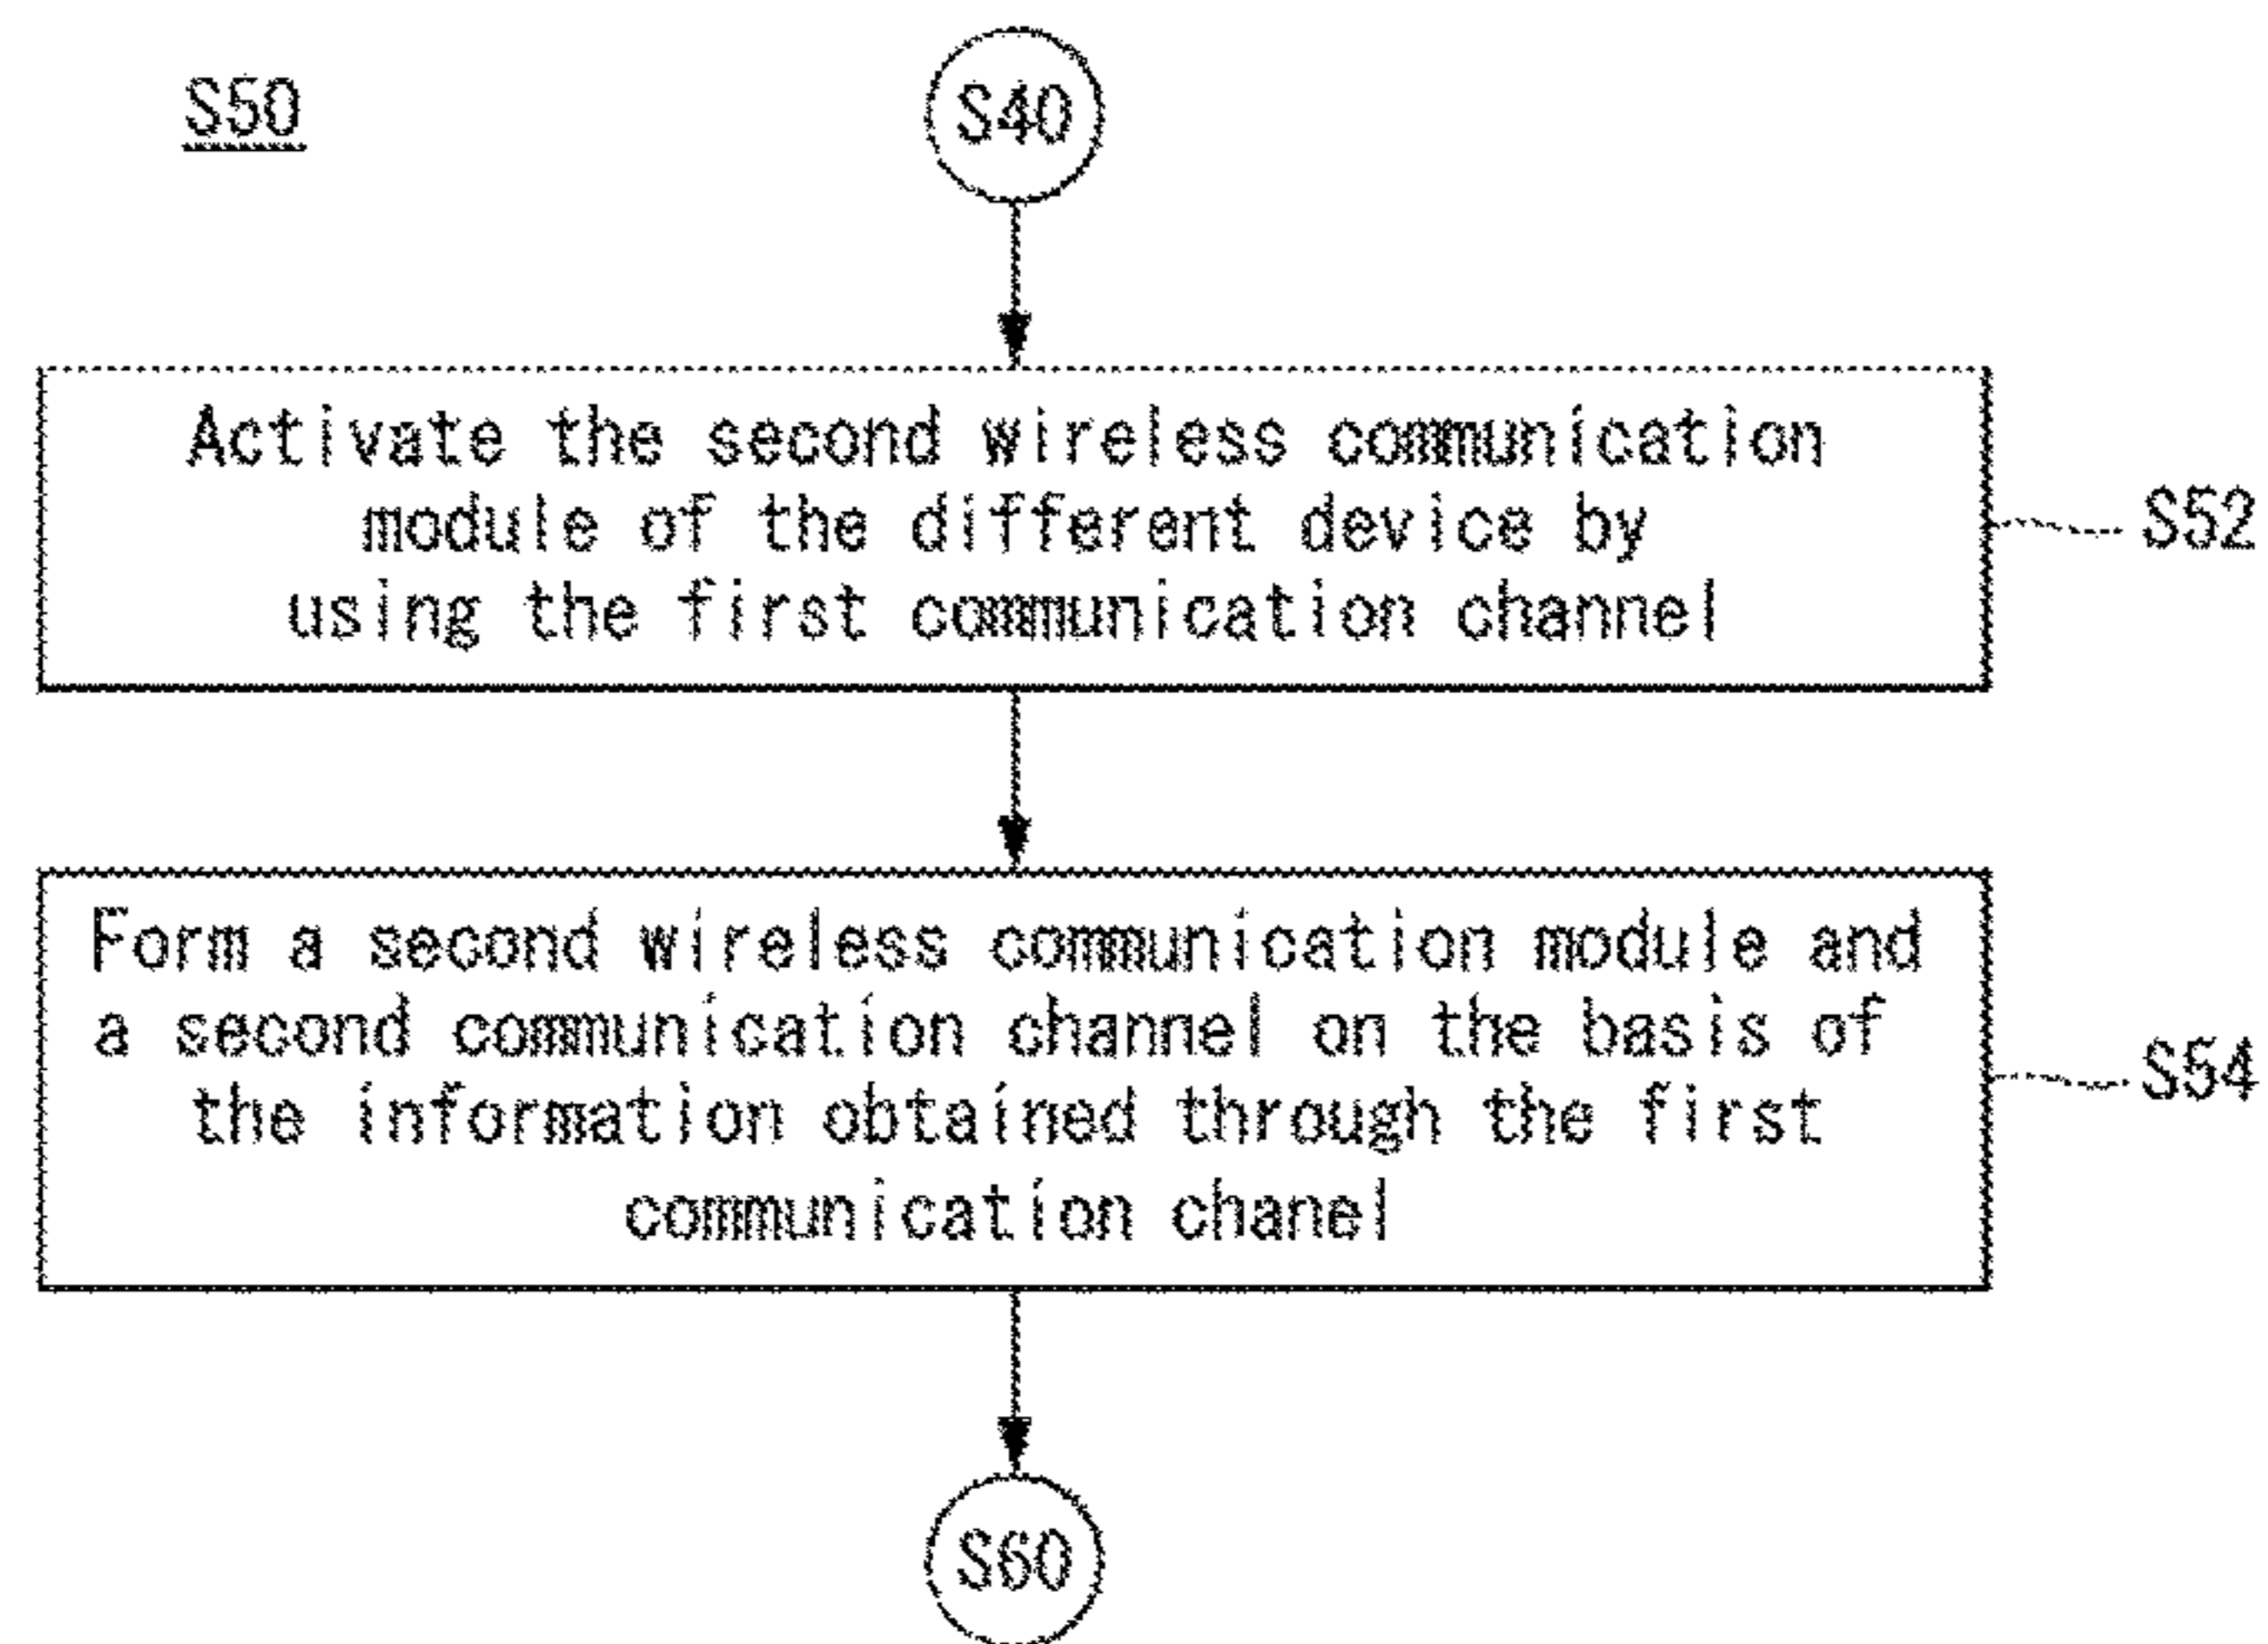 S50
S40
Activate the second wireless communication
module of the different device by
using the first communication channel
S52
Form a second wireless communication module and
a second communication channel on the basis of
the information obtained through the first
communication chanel
S54
S60